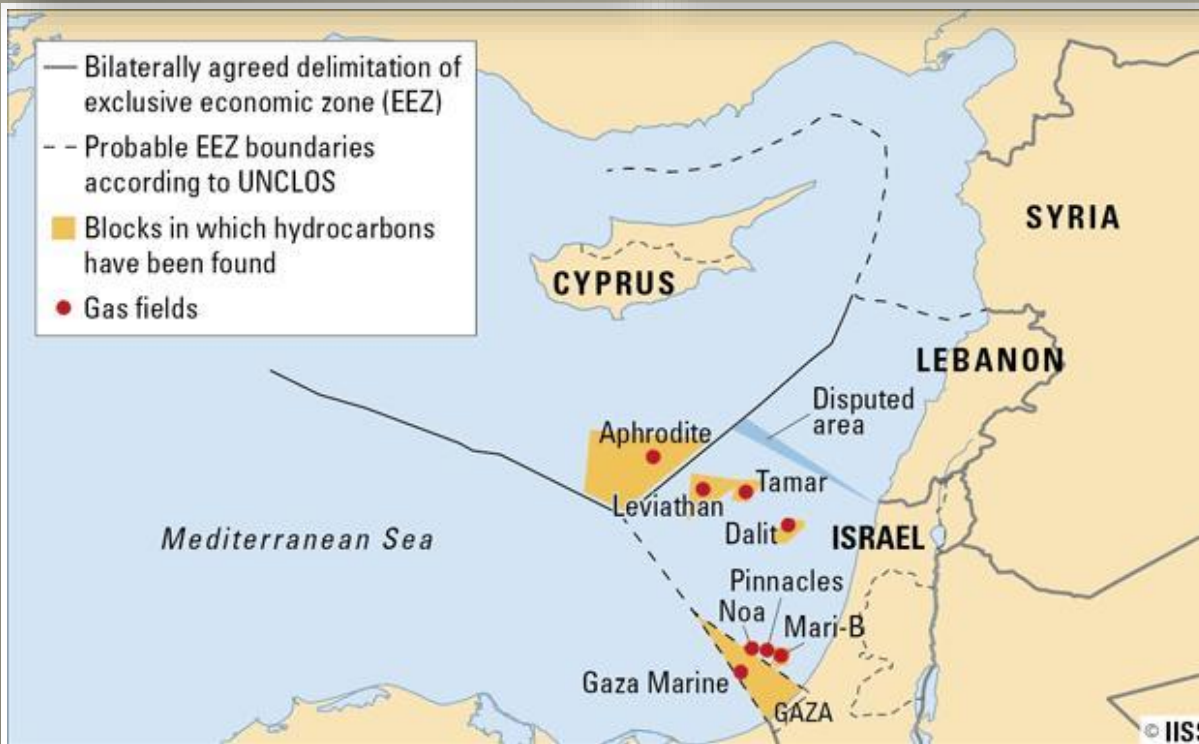 Bilaterally agreed delimitation of
exclusive economic zone (EEZ)
Probable EEZ boundaries
according to UNCLOS
Blocks in which hydrocarbons
have been found
Gas fields
SYRIA
CYPRUS
LEBANON
Disputed
area
Aphrodite
Tamar
Leviathan
Dalit
ISRAEL
Mediterranean Sea
Pinnacles
Noa
Mari-B
Gaza Marine
GAZA
© IISS